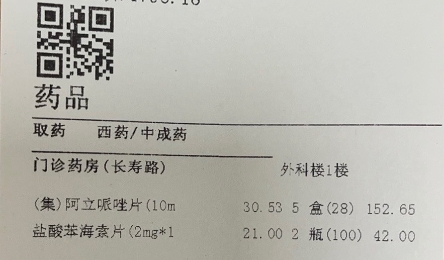 药品
取药 西药/中成药
门诊药房(长寿路) 外科楼1楼
(集)阿立哌唑片(10m 30.53 5 盒(28) 152.65
盐酸苯海索片(2mg*1 21.00 2 瓶(100) 42.00